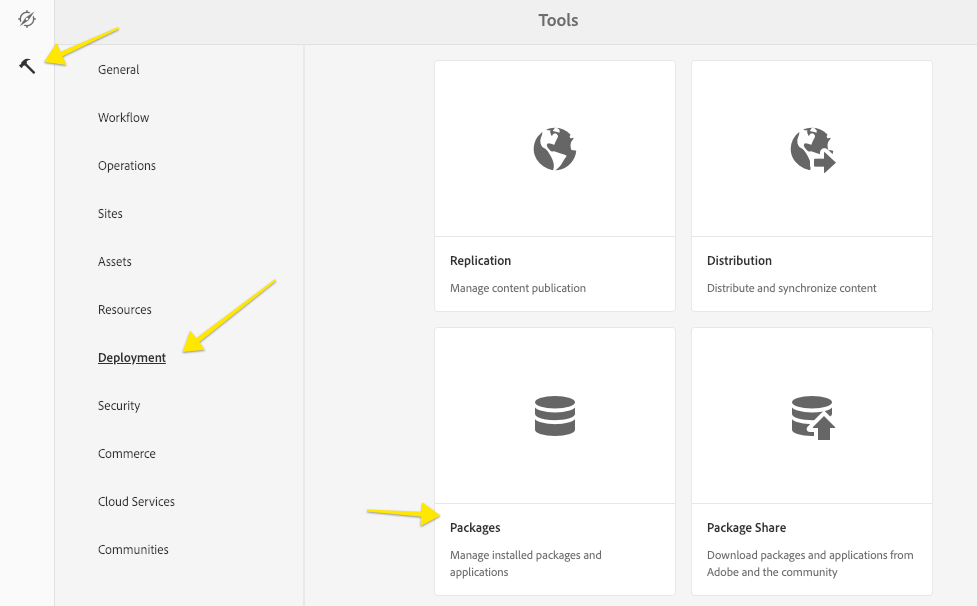 Tools
General
Workflow
Operations
Sites
Assets
Resources
Deployment
Security
Commerce
Cloud Services
Communities
Replication
Manage content publication
Distribution
Distribute and synchronize content
Packages
Manage installed packages and
applications
Package Share
Download packages and applications from
Adobe and the community